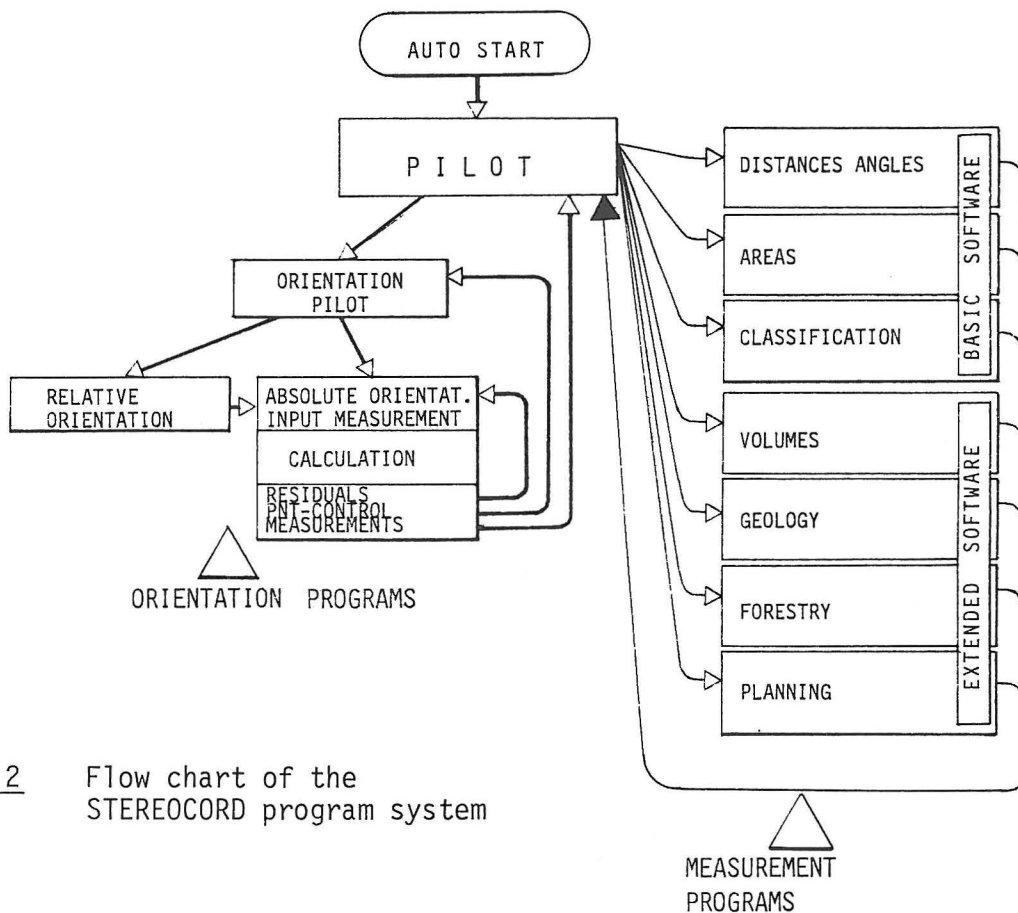 AUTO START
P I L O T
ORIENTATION
PILOT
RELATIVE
ORIENTATION
ABSOLUTE ORIENTAT.
INPUT MEASUREMENT
CALCULATION
RESIDUALS
PNT-CONTROL
MEASUREMENTS
ORIENTATION PROGRAMS
DISTANCES ANGLES
AREAS
CLASSIFICATION
BASIC SOFTWARE
VOLUMES
GEOLOGY
FORESTRY
PLANNING
EXTENDED SOFTWARE
MEASUREMENT
PROGRAMS
2 Flow chart of the
STEREOCORD program system